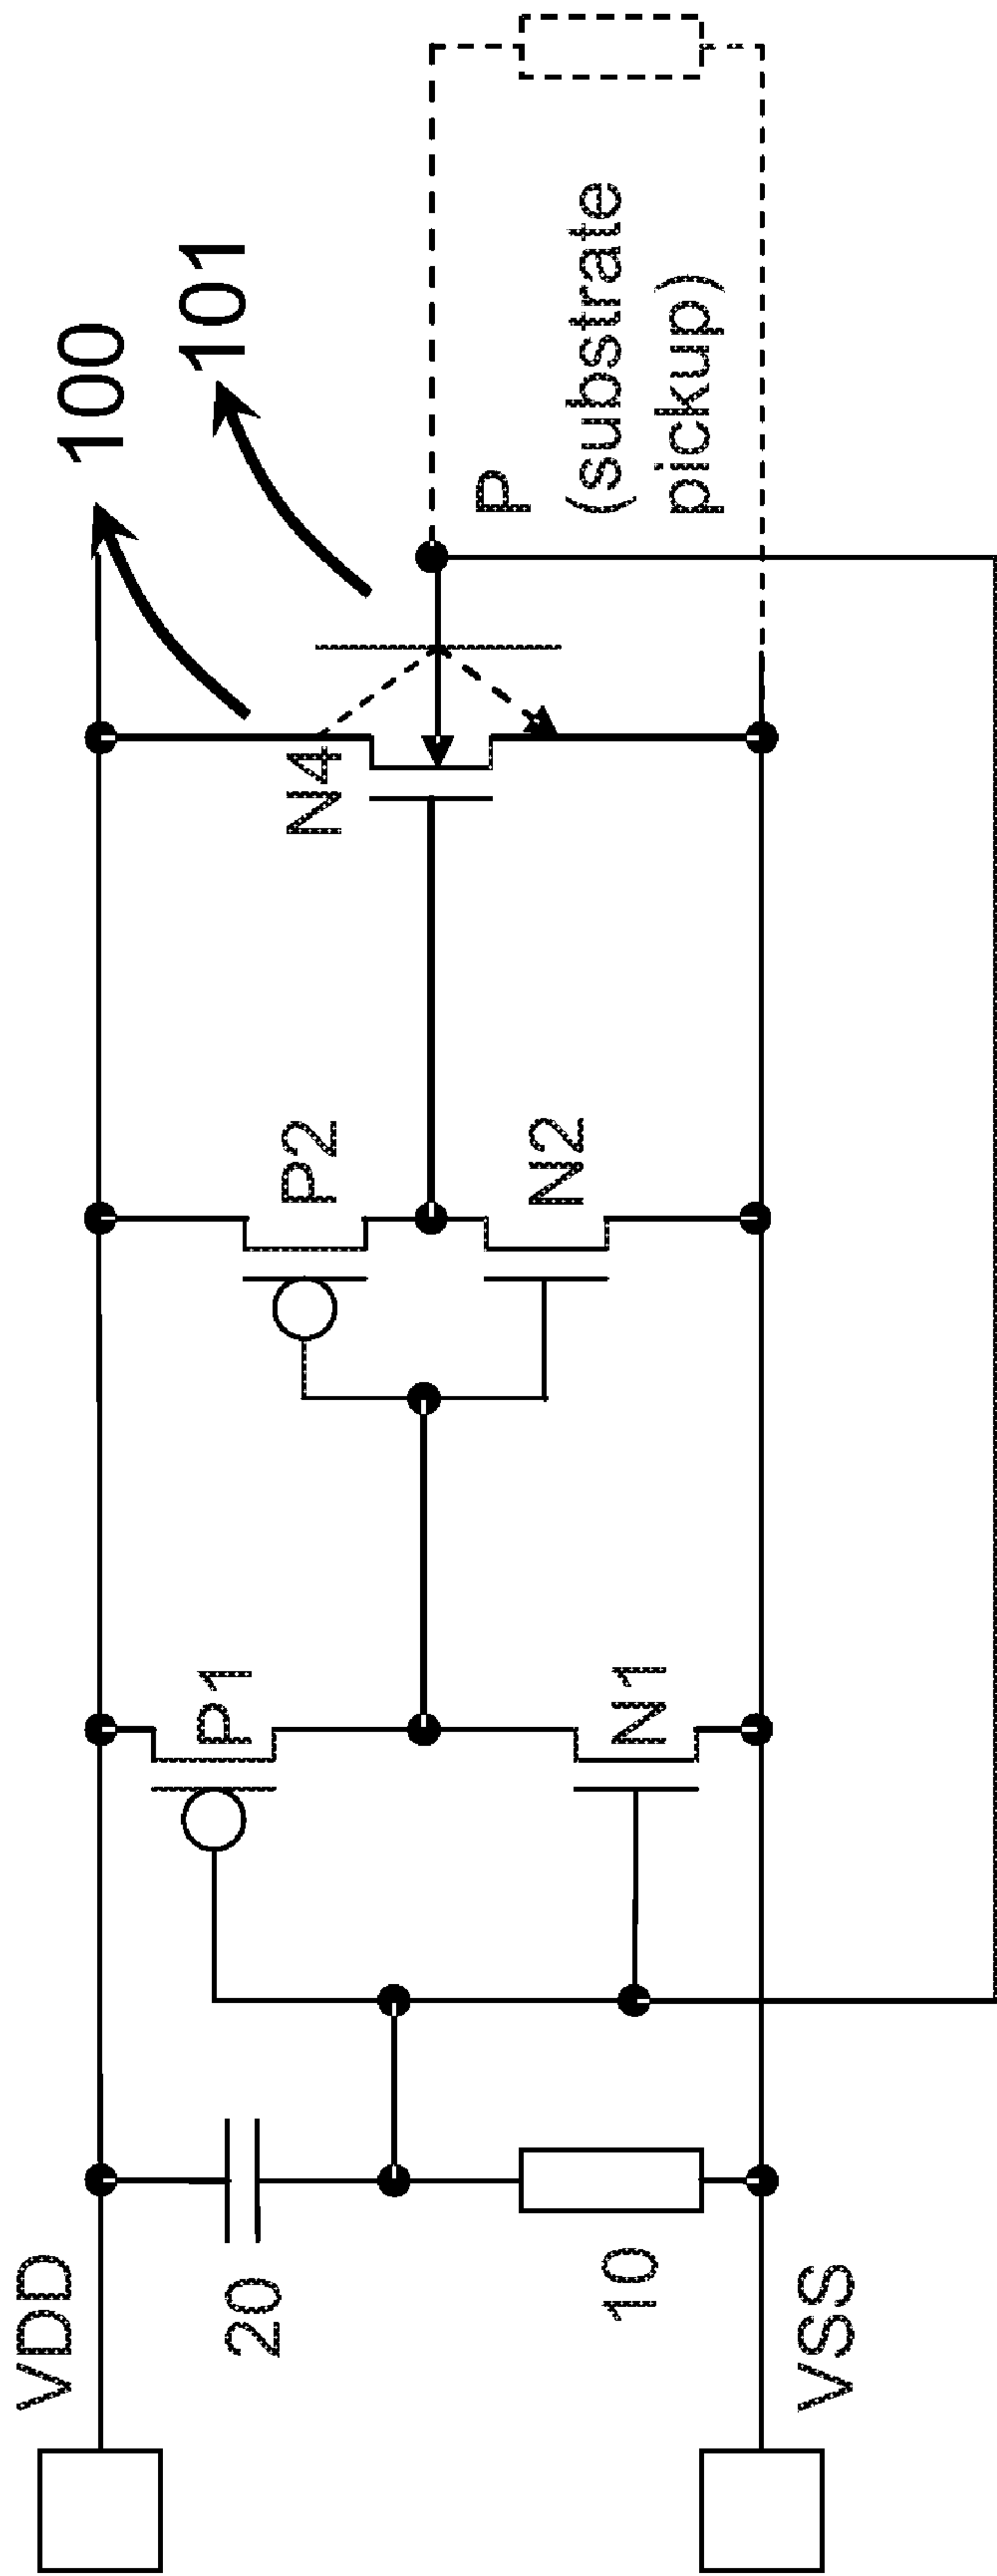 VDD
20
10
VSS
P1
N1
P2
N2
N4
100
101
P
(substrate
pickup)